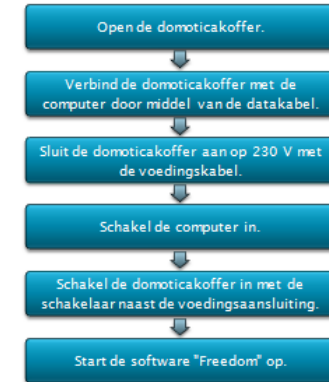 Open de domoticakoffer.
Verbind de domoticakoffer met de
computer door middel van de datakabel.
Sluit de domoticakoffer aan op 230 V met
de voedingskabel.
Schakel de computer in.
Schakel de domoticakoffer in met de
schakelaar naast de voedingsaansluiting.
Start de software "Freedom" op.